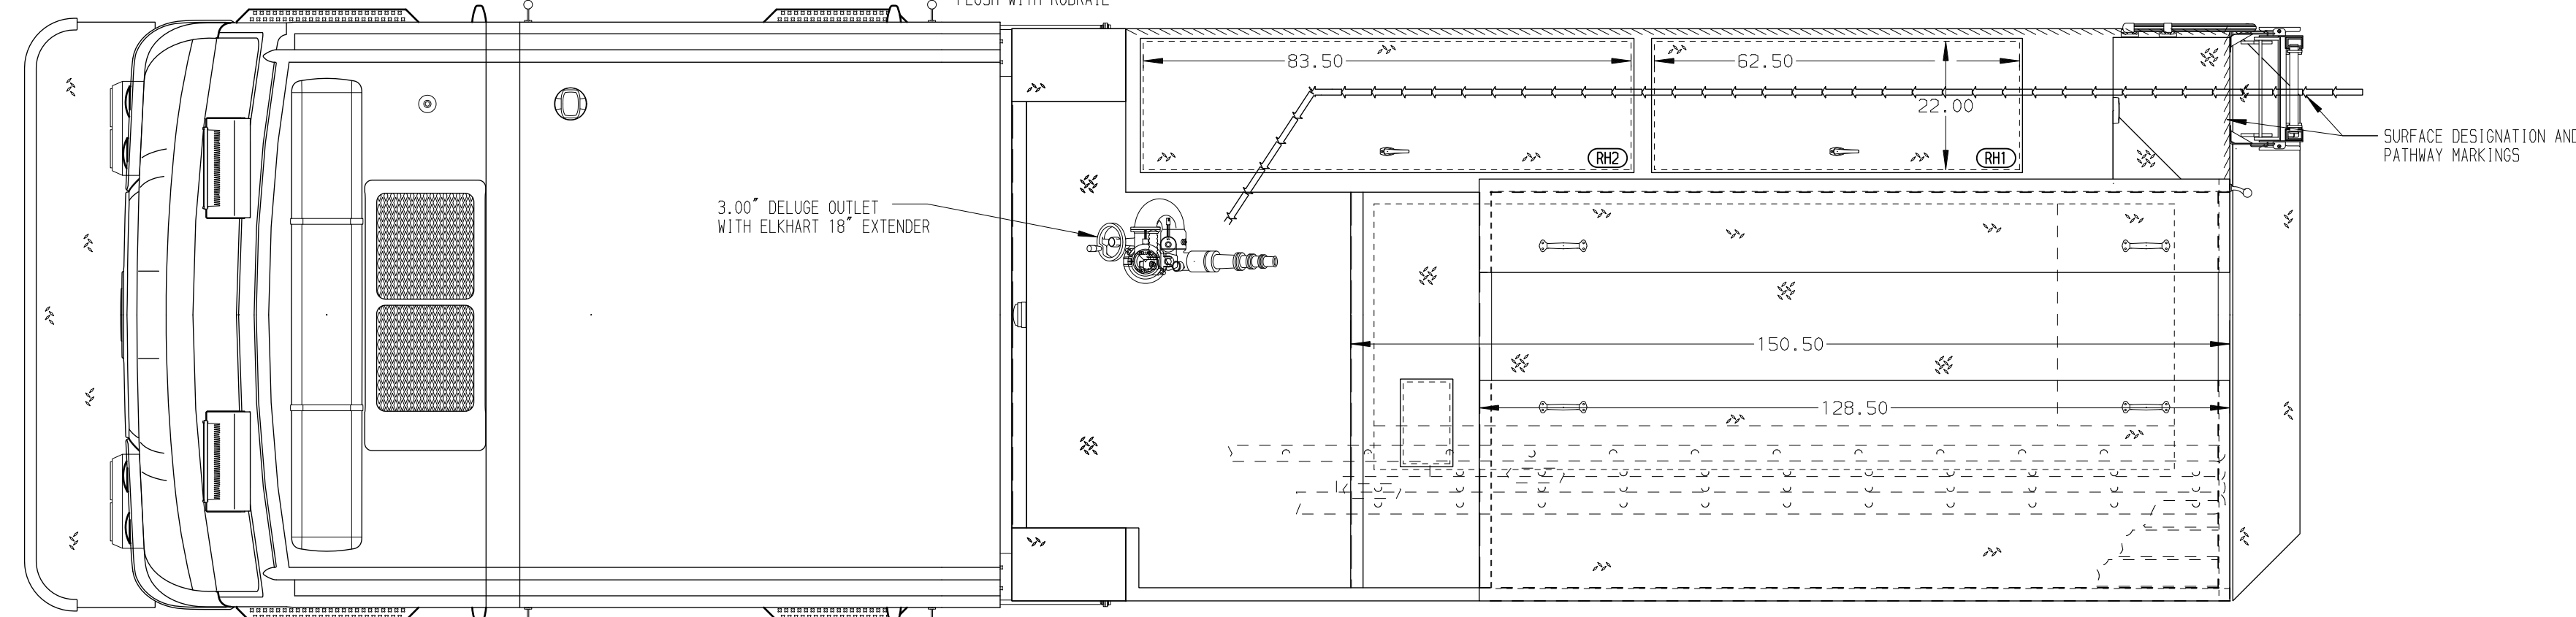 FLUSH WITH RUBRAIL
83.50
62.50
22.00
SURFACE DESIGNATION AND
PATHWAY MARKINGS
RH2
RH1
3.00" DELUGE OUTLET
WITH ELKHART 18" EXTENDER
150.50
128.50